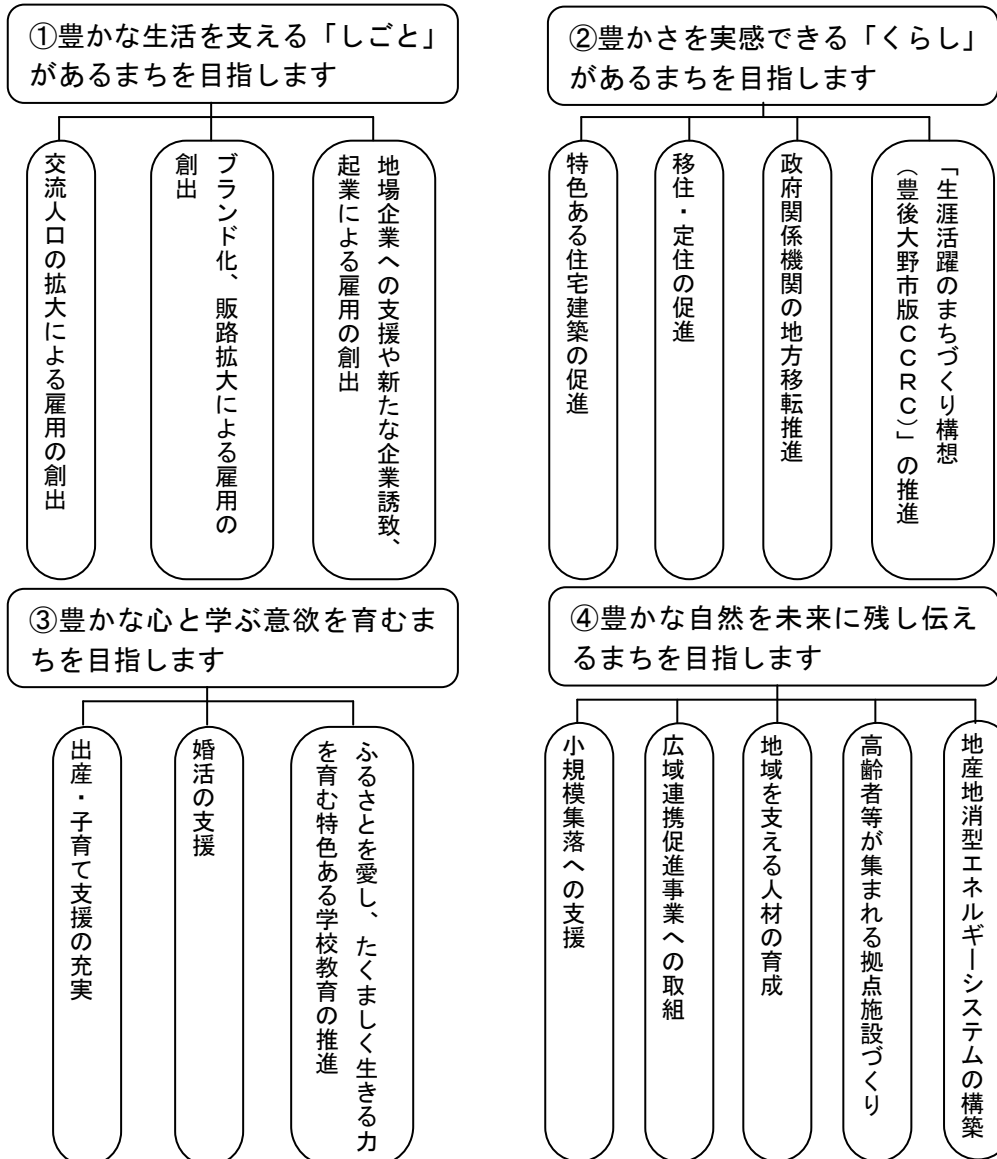 ①豊かな生活を支える「しごと」
があるまちを目指します
地場企業への支援や新たな企業誘致、
起業による雇用の創出
ブランド化、販路拡大による雇用の
創出
交流人口の拡大による雇用の創出
②豊かさを実感できる「くらし」
があるまちを目指します
「生涯活躍のまちづくり構想
（豊後大野市版ＣＣＲＣ）」の推進
政府関係機関の地方移転推進
移住・定住の促進
特色ある住宅建築の促進
③豊かな心と学ぶ意欲を育むま
ちを目指します
ふるさとを愛し、たくましく生きる力
を育む特色ある学校教育の推進
婚活の支援
出産・子育て支援の充実
④豊かな自然を未来に残し伝え
るまちを目指します
地産地消型エネルギーシステムの構築
高齢者等が集まれる拠点施設づくり
地域を支える人材の育成
広域連携促進事業への取組
小規模集落への支援